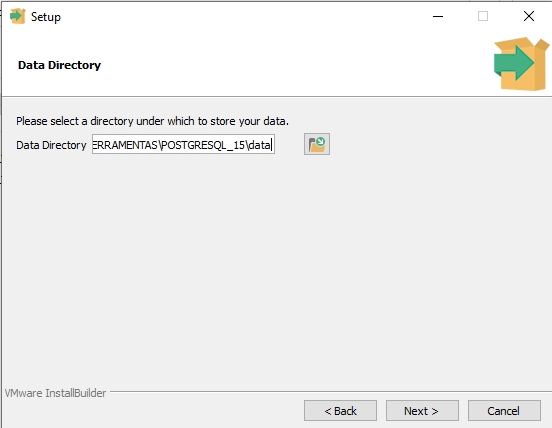 Setup
Data Directory
Please select a directory under which to store your data.
Data Directory ERRAMENTAS\POSTGRESQL_15\data
VMware InstallBuilder
< Back Next > Cancel